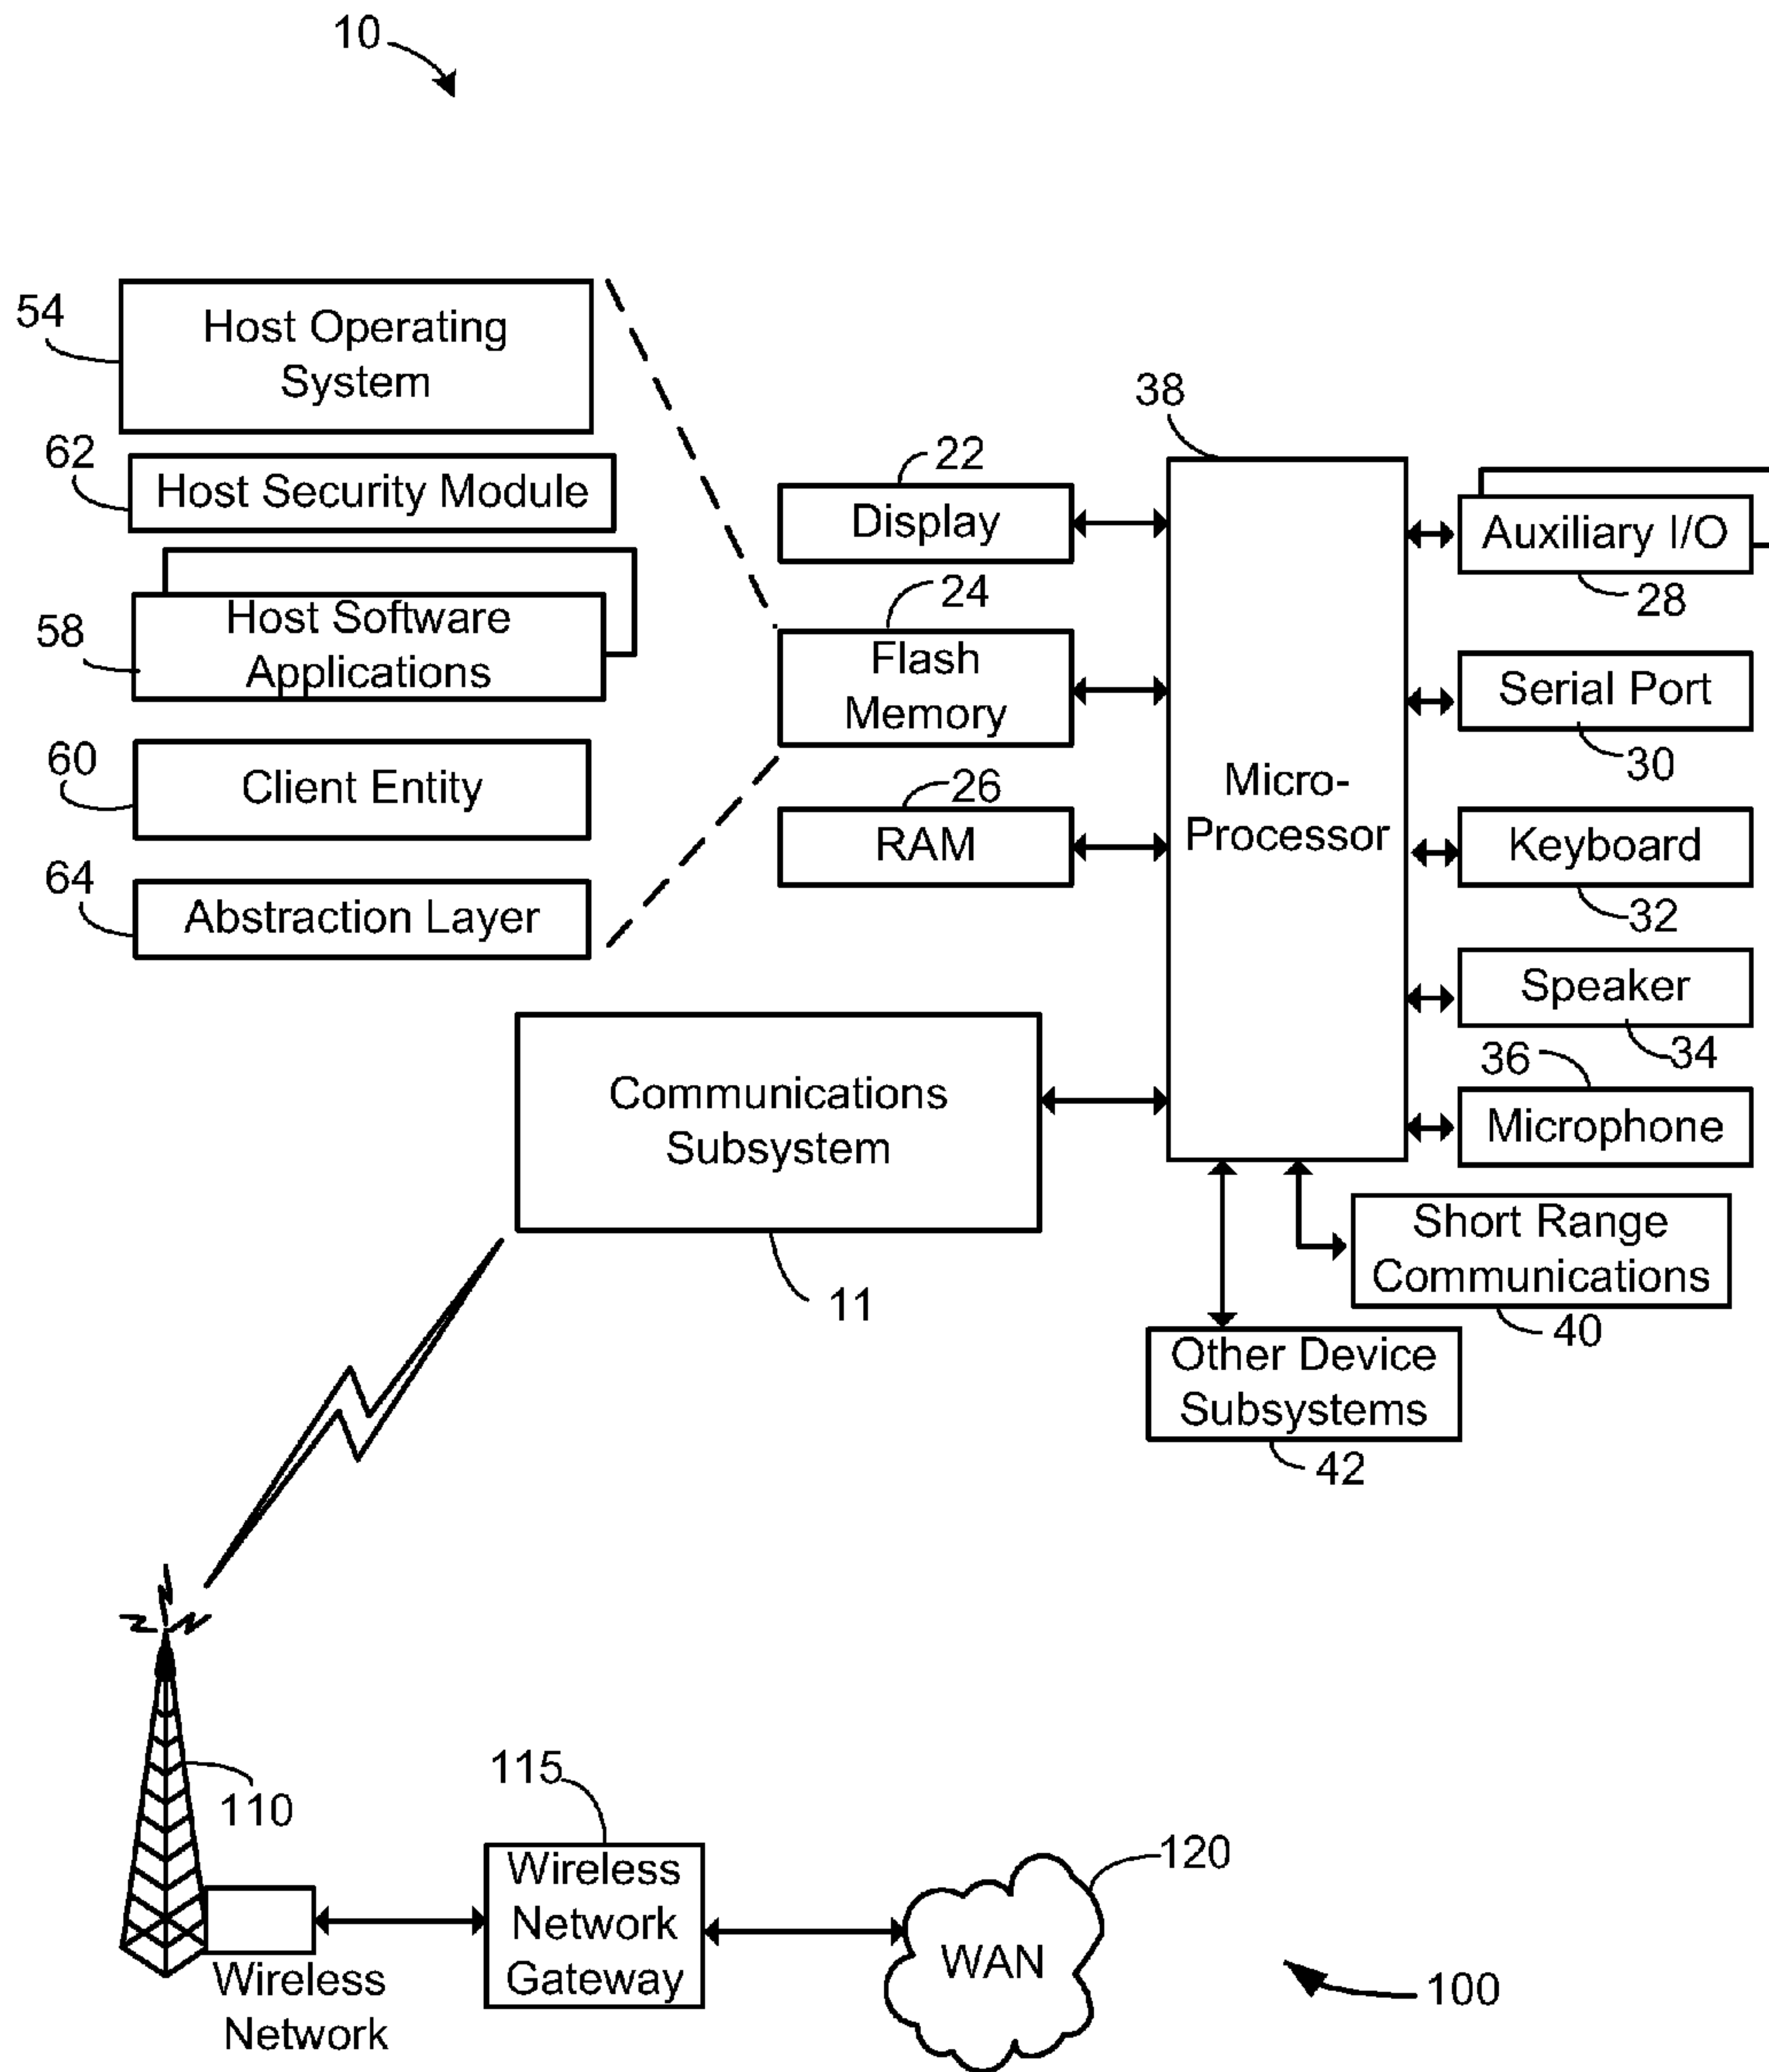 10
54
Host Operating
System
62
Host Security Module
58
Host Software
Applications
60
Client Entity
64
Abstraction Layer
22
Display
24
Flash
Memory
26
RAM
38
Micro-
Processor
Auxiliary I/O
28
Serial Port
30
Keyboard
32
Speaker
34
36
Microphone
Short Range
Communications
40
Other Device
Subsystems
42
Communications
Subsystem
11
110
Wireless
Network
115
Wireless
Network
Gateway
120
WAN
100